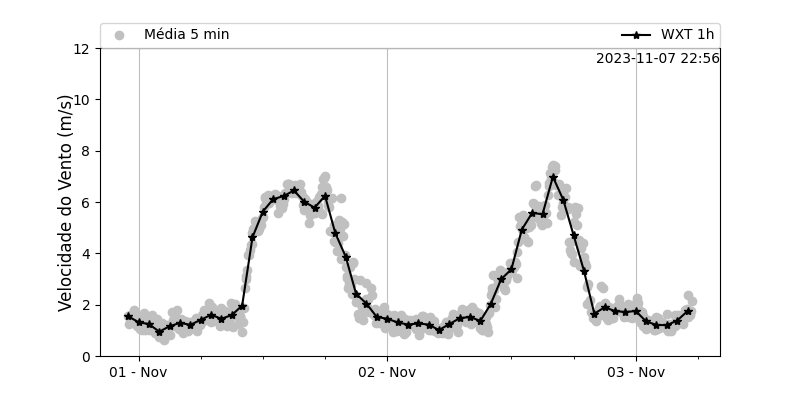 Média 5 min
WXT 1h
2023-11-07 22:56
Velocidade do Vento (m/s)
12
10
8
6
4
2
0
01 - Nov
02 - Nov
03 - Nov